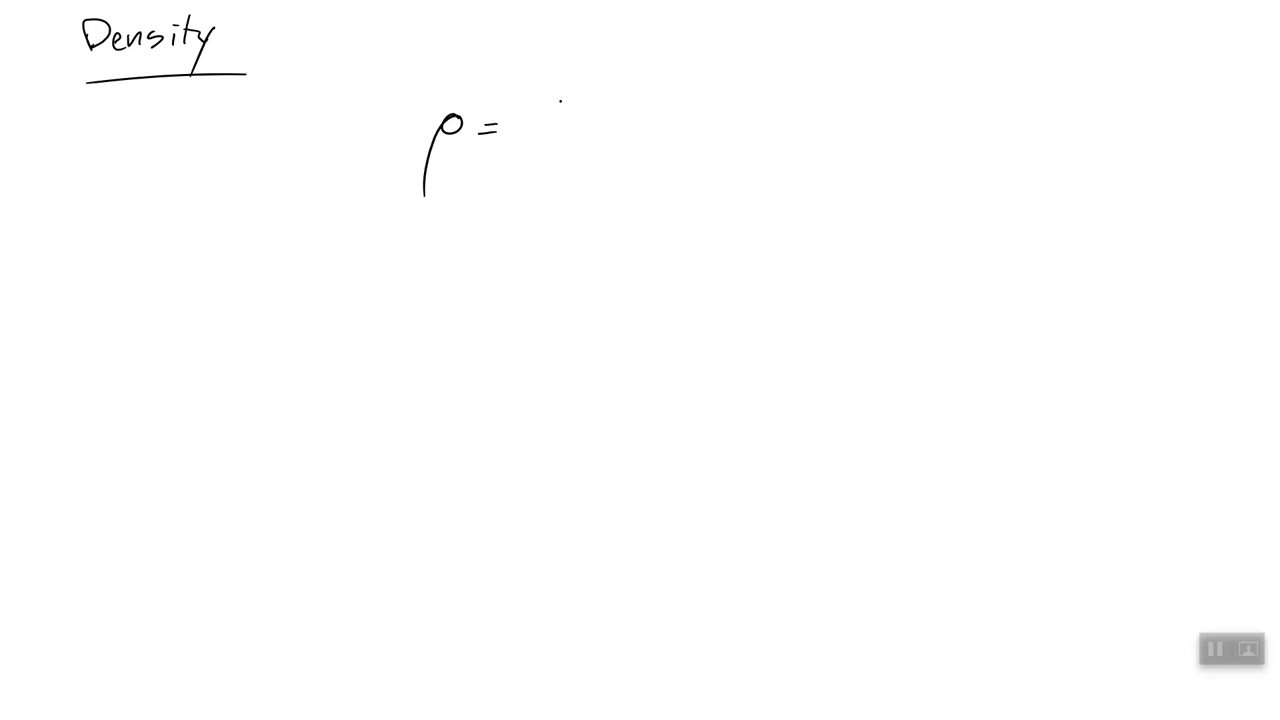 Density
ρ =